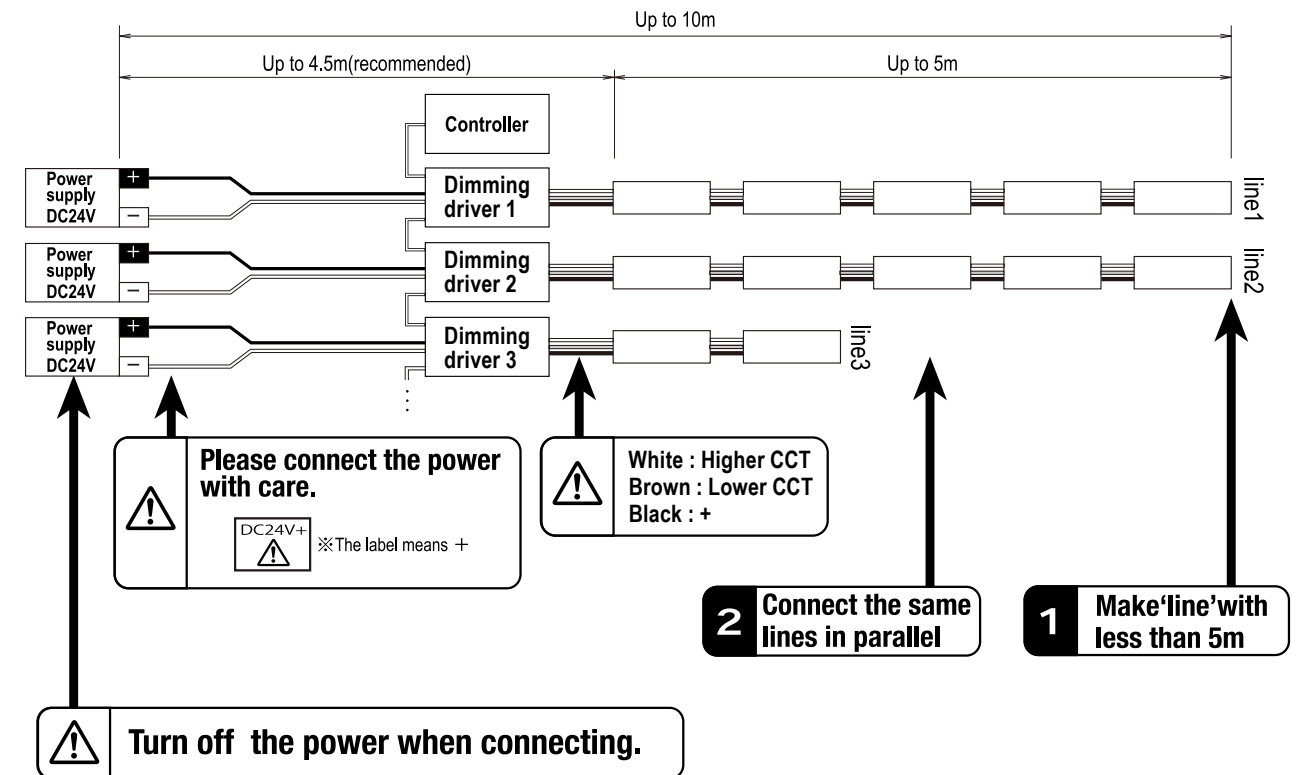 Up to 10m
Up to 4.5m(recommended)
Up to 5m
Controller
Power
supply
DC24V
+
−
Dimming
driver 1
line1
Power
supply
DC24V
+
−
Dimming
driver 2
line2
Power
supply
DC24V
+
−
Dimming
driver 3
line3
Please connect the power
with care.
DC24V+
※The label means +
White : Higher CCT
Brown : Lower CCT
Black : +
2 Connect the same
lines in parallel
1 Make‘line’with
less than 5m
Turn off the power when connecting.